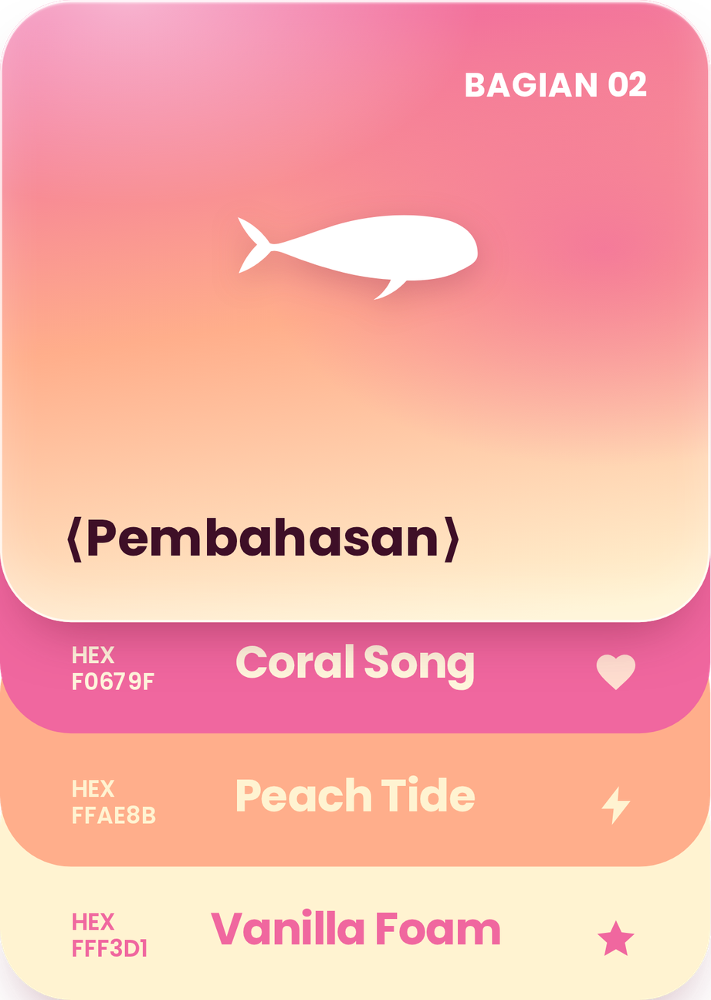 BAGIAN 02
⟨Pembahasan⟩
HEX
F0679F
Coral Song
HEX
FFAE8B
Peach Tide
HEX
FFF3D1
Vanilla Foam